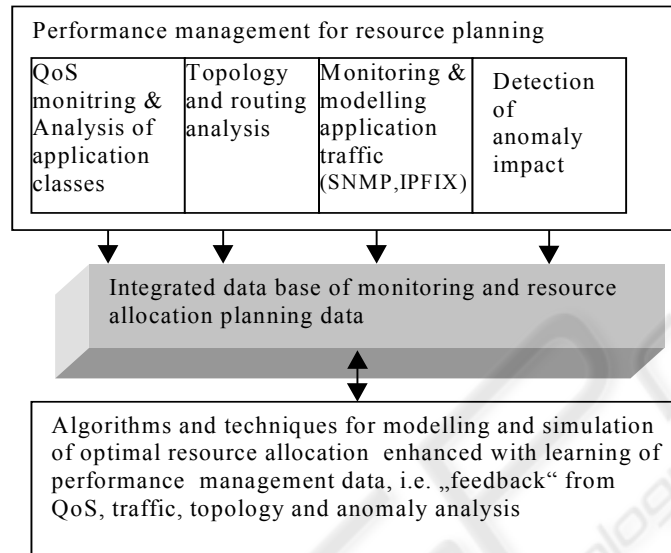 Performance management for resource planning
QoS
monitring &
Analysis of
application
classes
Topology
and routing
analysis
Monitoring &
modelling
application
traffic
(SNMP,IPFIX)
Detection
of
anomaly
impact
Integrated data base of monitoring and resource
allocation planning data
Algorithms and techniques for modelling and simulation
of optimal resource allocation enhanced with learning of
performance management data, i.e. „feedback“ from
QoS, traffic, topology and anomaly analysis